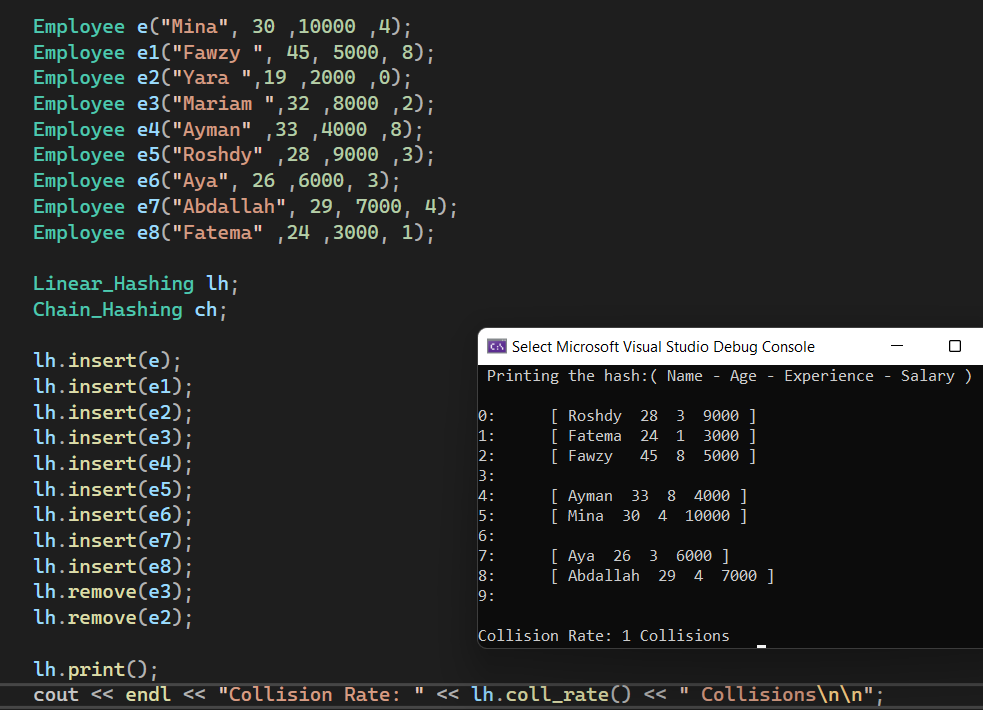 Employee e("Mina", 30 ,10000 ,4);
Employee e1("Fawzy ", 45, 5000, 8);
Employee e2("Yara ",19 ,2000 ,0);
Employee e3("Mariam ",32 ,8000 ,2);
Employee e4("Ayman" ,33 ,4000 ,8);
Employee e5("Roshdy" ,28 ,9000 ,3);
Employee e6("Aya", 26 ,6000, 3);
Employee e7("Abdallah", 29, 7000, 4);
Employee e8("Fatema" ,24 ,3000, 1);
Linear_Hashing lh;
Chain_Hashing ch;
lh.insert(e);
lh.insert(e1);
lh.insert(e2);
lh.insert(e3);
lh.insert(e4);
lh.insert(e5);
lh.insert(e6);
lh.insert(e7);
lh.insert(e8);
lh.remove(e3);
lh.remove(e2);
lh.print();
cout << endl << "Collision Rate: " << lh.coll_rate() << " Collisions\n\n";
C:\ Select Microsoft Visual Studio Debug Console
Printing the hash:( Name - Age - Experience - Salary )
0: [ Roshdy 28 3 9000 ]
1: [ Fatema 24 1 3000 ]
2: [ Fawzy 45 8 5000 ]
3:
4: [ Ayman 33 8 4000 ]
5: [ Mina 30 4 10000 ]
6:
7: [ Aya 26 3 6000 ]
8: [ Abdallah 29 4 7000 ]
9:
Collision Rate: 1 Collisions